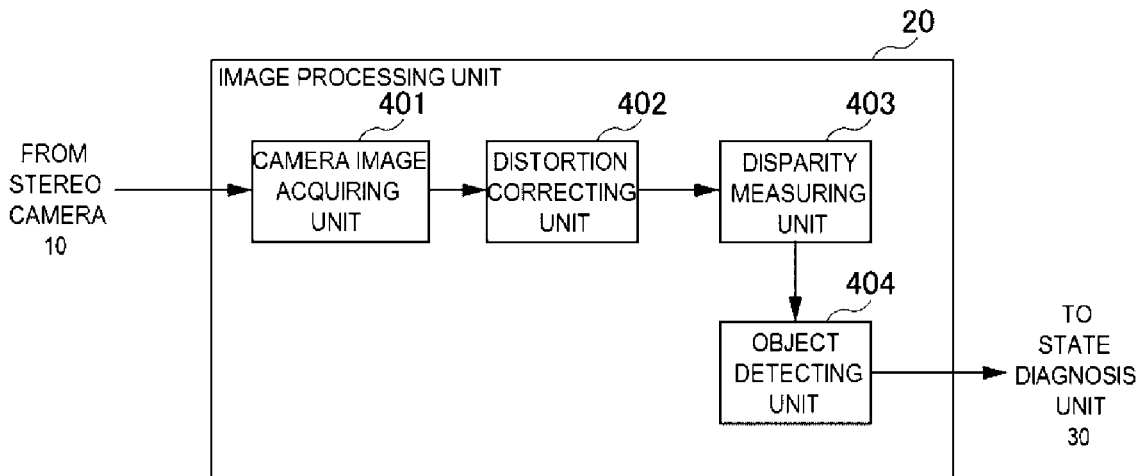 20
IMAGE PROCESSING UNIT
401
402
403
FROM
STEREO
CAMERA
10
CAMERA IMAGE
ACQUIRING
UNIT
DISTORTION
CORRECTING
UNIT
DISPARITY
MEASURING
UNIT
404
OBJECT
DETECTING
UNIT
TO
STATE
DIAGNOSIS
UNIT
30